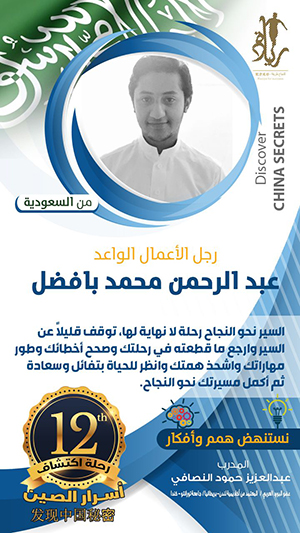 ريادة
Discover
CHINA SECRETS
من السعودية
رجل الأعمال الواعد
عبد الرحمن محمد بافضل
السير نحو النجاح رحلة لا نهاية لها، توقف قليلاً عن
السير وارجع ما قطعته في رحلتك وصحح أخطائك وطور
مهاراتك واشحذ همتك وانظر للحياة بتفائل وسعادة
ثم أكمل مسيرتك نحو النجاح.
12th
رحلة اكتشاف
أسرار الصين
发现中国秘密
نستنهض همم وأفكار
المدرب
عبدالعزيز حمود النصافي